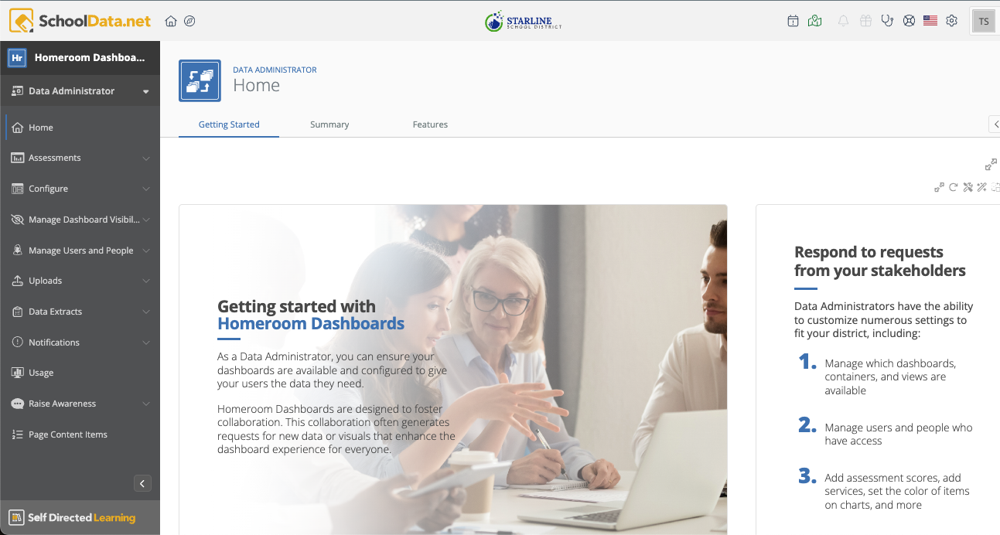 SchoolData.net
STARLINE
SCHOOL DISTRICT
TS
Hr Homeroom Dashboa...
Data Administrator
Home
Assessments
Configure
Manage Dashboard Visibil...
Manage Users and People
Uploads
Data Extracts
Notifications
Usage
Raise Awareness
Page Content Items
Self Directed Learning
DATA ADMINISTRATOR
Home
Getting Started
Summary
Features
Getting started with
Homeroom Dashboards
As a Data Administrator, you can ensure your
dashboards are available and configured to give
your users the data they need.
Homeroom Dashboards are designed to foster
collaboration. This collaboration often generates
requests for new data or visuals that enhance the
dashboard experience for everyone.
Respond to requests
from your stakeholders
Data Administrators have the ability
to customize numerous settings to
fit your district, including:
1. Manage which dashboards,
containers, and views are
available
2. Manage users and people who
have access
3. Add assessment scores, add
services, set the color of items
on charts, and more